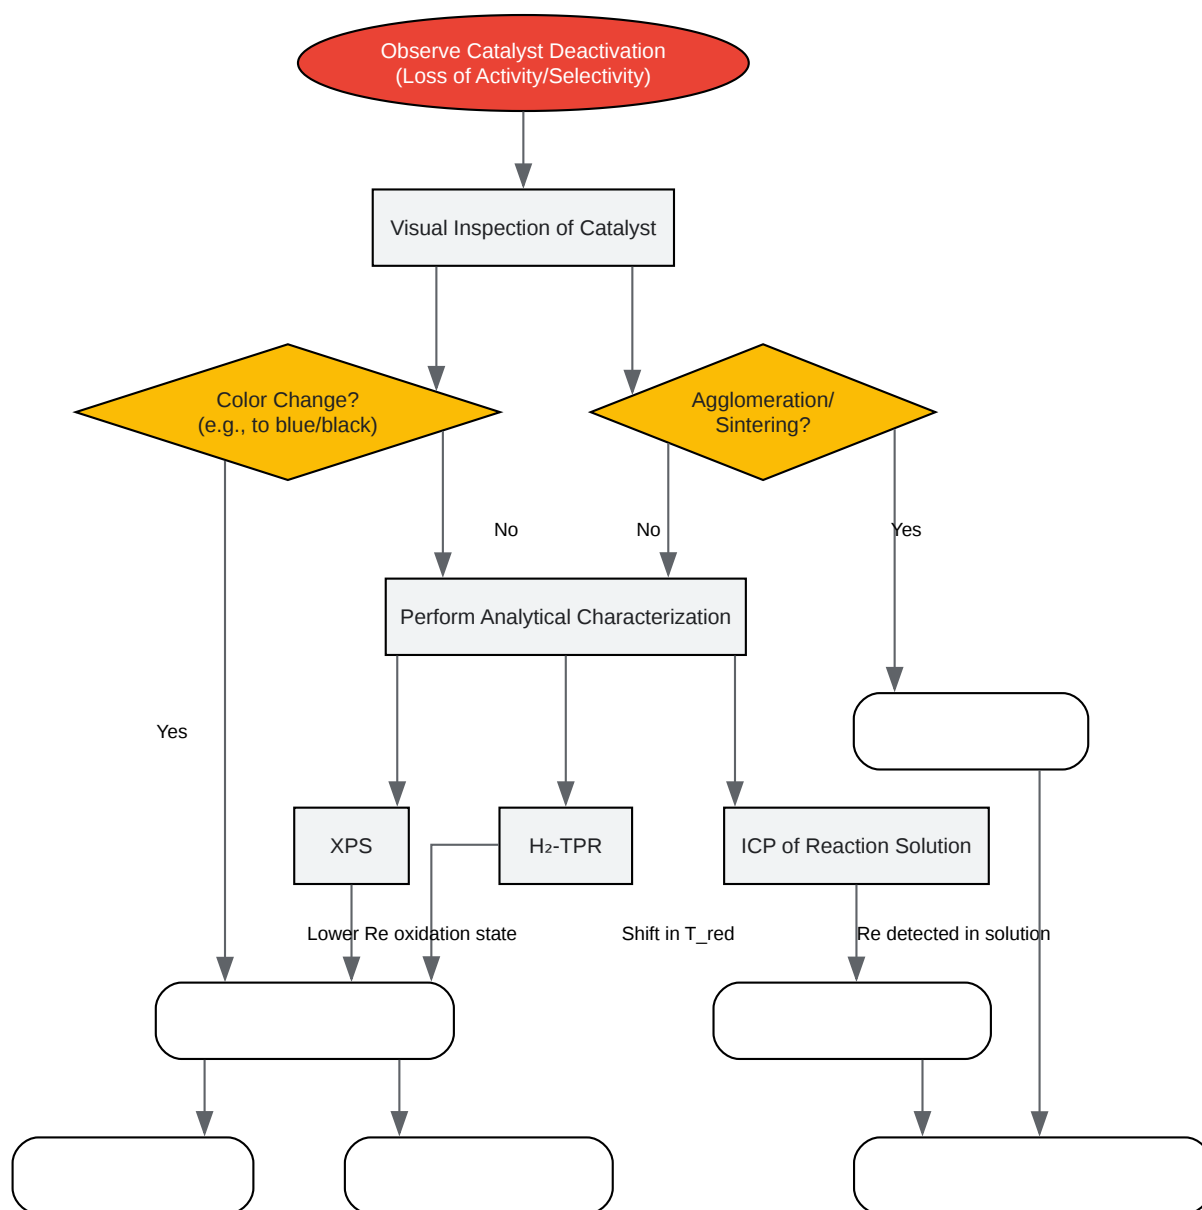 Observe Catalyst Deactivation
(Loss of Activity/Selectivity)
Visual Inspection of Catalyst
Color Change?
(e.g., to blue/black)
Agglomeration/
Sintering?
No
No
Yes
Perform Analytical Characterization
Yes
XPS
H₂-TPR
ICP of Reaction Solution
Lower Re oxidation state
Shift in T_red
Re detected in solution